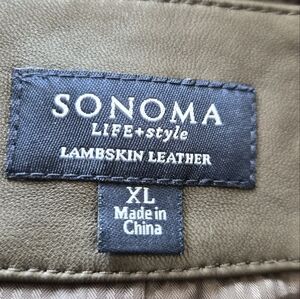 SONOMA
LIFE+style
LAMBSKIN LEATHER
XL
Made in
China